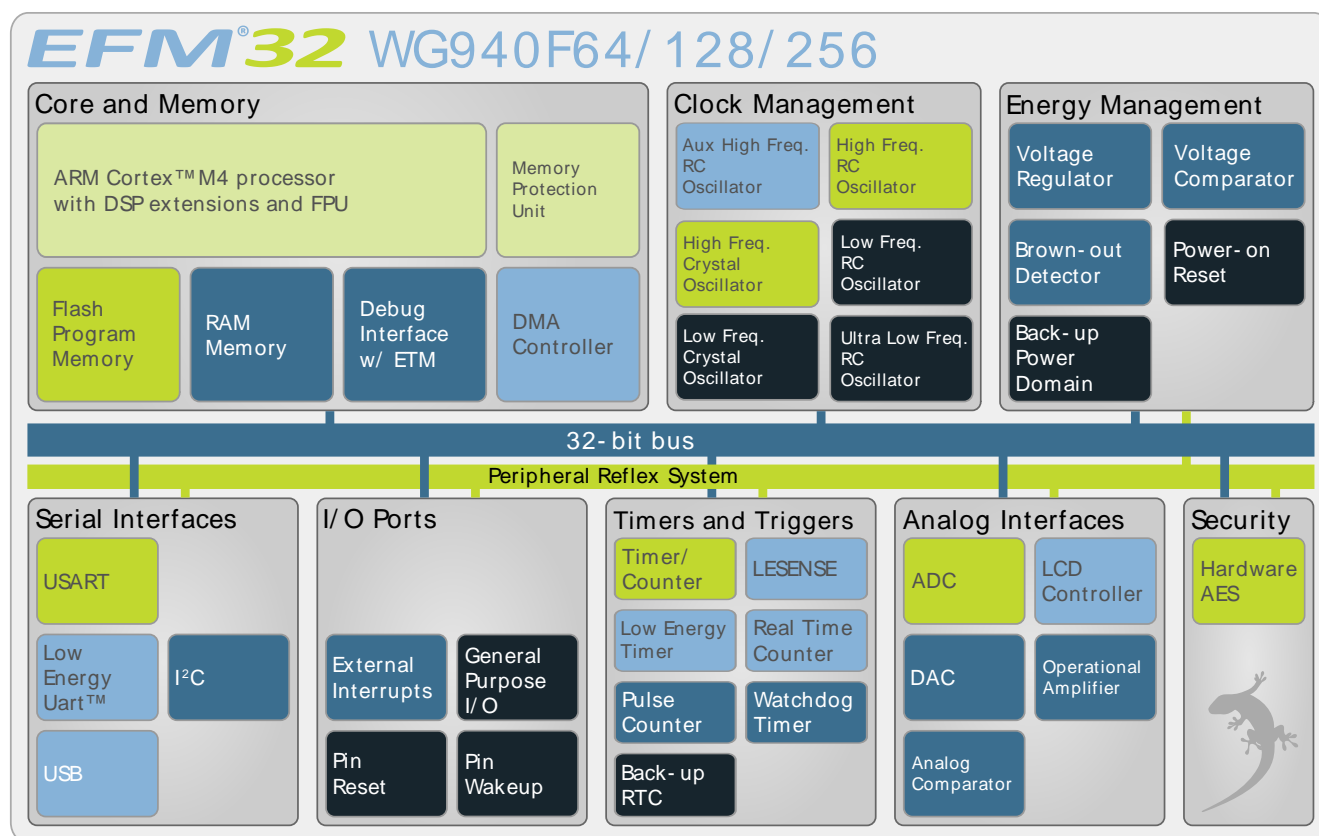 EFM®32 WG940F64/128/256
Core and Memory
ARM Cortex™ M4 processor
with DSP extensions and FPU
Memory
Protection
Unit
Flash
Program
Memory
RAM
Memory
Debug
Interface
w/ ETM
DMA
Controller
Clock Management
Aux High Freq.
RC
Oscillator
High Freq.
RC
Oscillator
High Freq.
Crystal
Oscillator
Low Freq.
RC
Oscillator
Low Freq.
Crystal
Oscillator
Ultra Low Freq.
RC
Oscillator
Energy Management
Voltage
Regulator
Voltage
Comparator
Brown-out
Detector
Power-on
Reset
Back-up
Power
Domain
32-bit bus
Peripheral Reflex System
Serial Interfaces
USART
Low
Energy
Uart™
I²C
USB
I/O Ports
External
Interrupts
General
Purpose
I/O
Pin
Reset
Pin
Wakeup
Timers and Triggers
Timer/
Counter
LESENSE
Low Energy
Timer
Real Time
Counter
Pulse
Counter
Watchdog
Timer
Back-up
RTC
Analog Interfaces
ADC
LCD
Controller
DAC
Operational
Amplifier
Analog
Comparator
Security
Hardware
AES